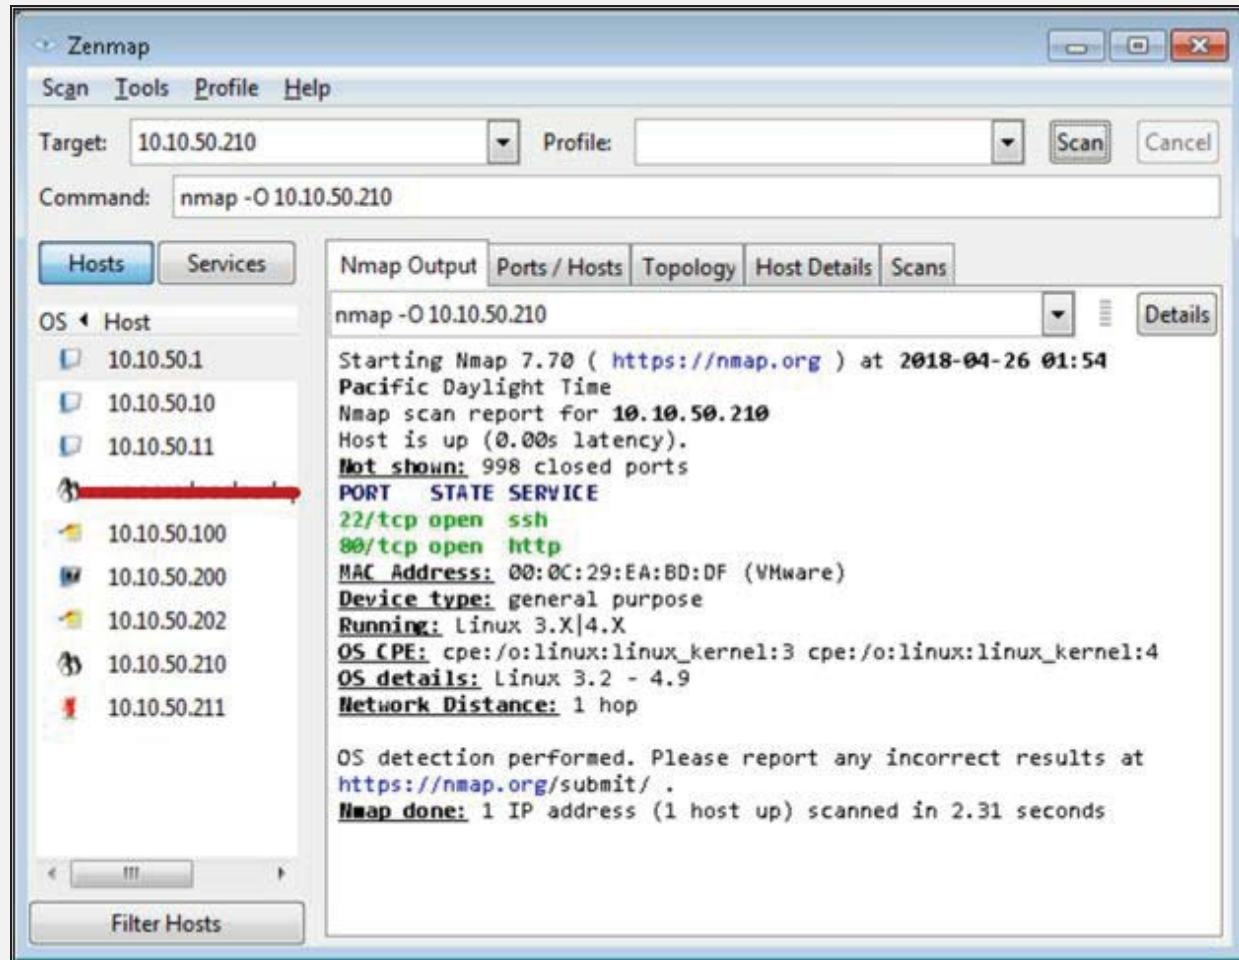 Zenmap
Scan Tools Profile Help
Target: 10.10.50.210 Profile: Scan Cancel
Command: nmap -O 10.10.50.210
Hosts Services
OS Host
10.10.50.1
10.10.50.10
10.10.50.11
10.10.50.100
10.10.50.200
10.10.50.202
10.10.50.210
10.10.50.211
Filter Hosts
Nmap Output Ports / Hosts Topology Host Details Scans
nmap -O 10.10.50.210 Details
Starting Nmap 7.70 ( https://nmap.org ) at 2018-04-26 01:54
Pacific Daylight Time
Nmap scan report for 10.10.50.210
Host is up (0.00s latency).
Not shown: 998 closed ports
PORT STATE SERVICE
22/tcp open ssh
80/tcp open http
MAC Address: 00:0C:29:EA:BD:DF (VMware)
Device type: general purpose
Running: Linux 3.X|4.X
OS CPE: cpe:/o:linux:linux_kernel:3 cpe:/o:linux:linux_kernel:4
OS details: Linux 3.2 - 4.9
Network Distance: 1 hop
OS detection performed. Please report any incorrect results at
https://nmap.org/submit/ .
Nmap done: 1 IP address (1 host up) scanned in 2.31 seconds